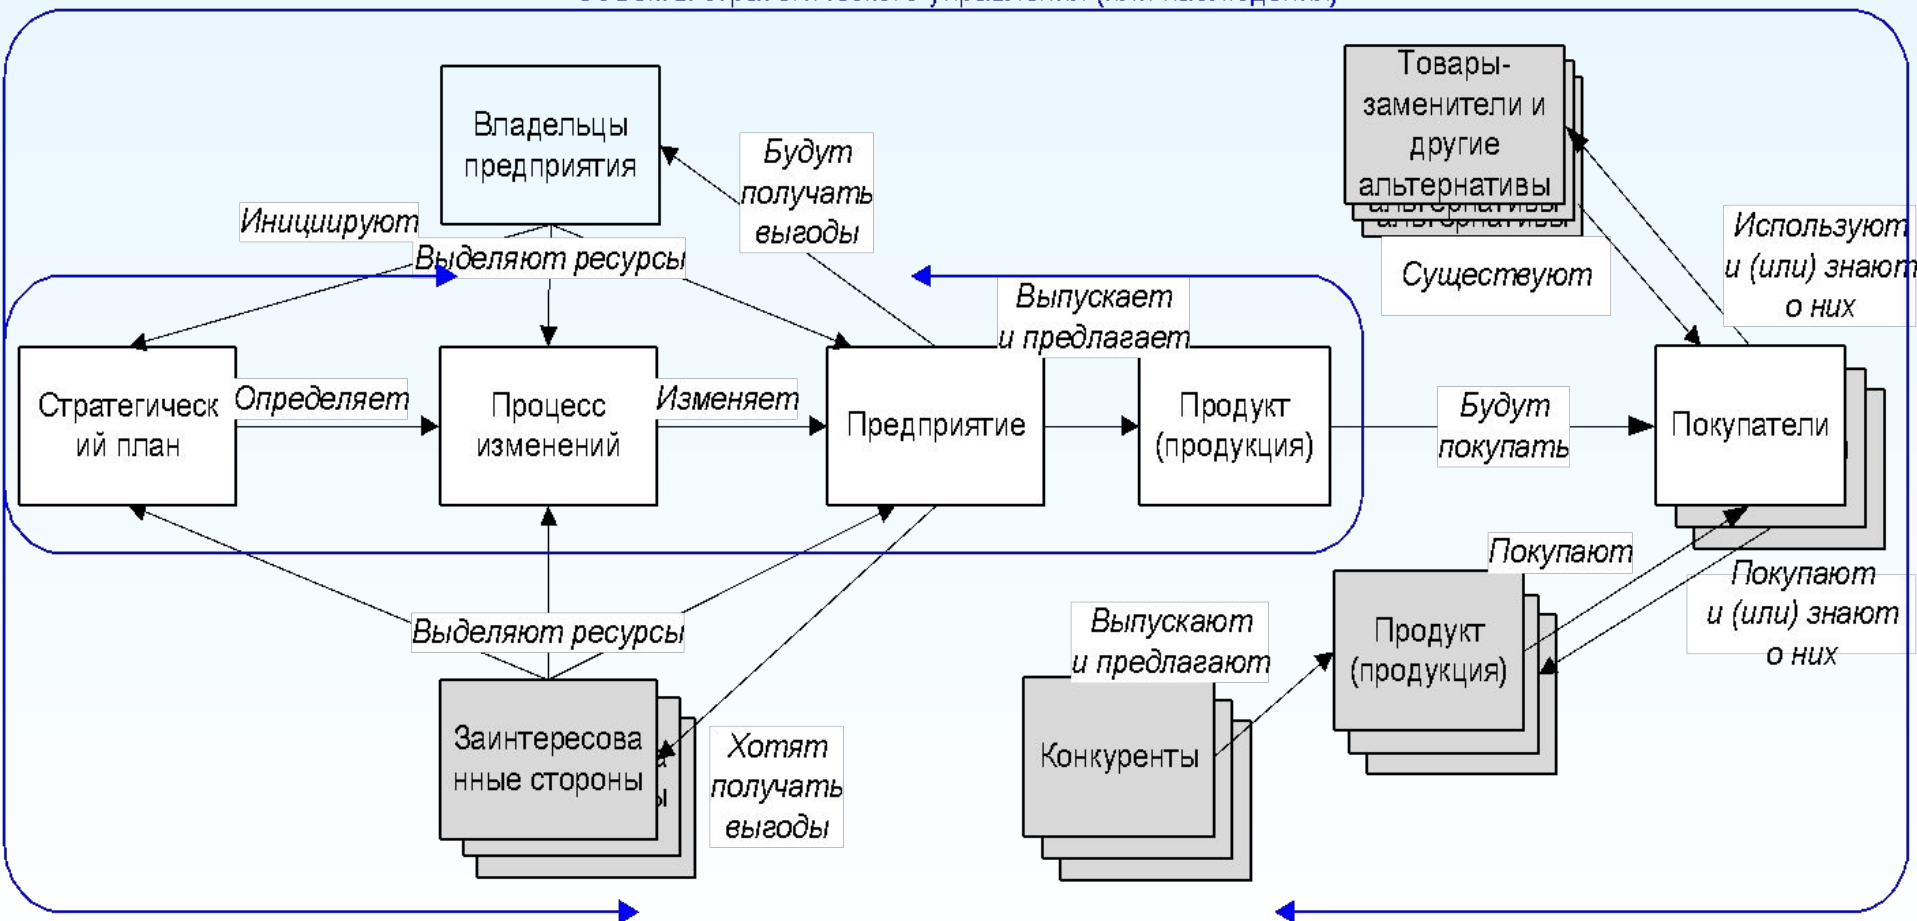 Товары-
заменители и
другие
альтернативы
альтернативы
альтернативы
Владельцы
предприятия
Будут
получать
выгоды
Инициируют
Выделяют ресурсы
Используют
и (или) знают
о них
Существуют
Выпускает
и предлагает
Стратегическ
ий план
Определяет
Процесс
изменений
Изменяет
Предприятие
Продукт
(продукция)
Будут
покупать
Покупатели
Покупают
Покупают
и (или) знают
о них
Выделяют ресурсы
Выпускают
и предлагают
Продукт
(продукция)
Заинтересова
нные стороны
Хотят
получать
выгоды
Конкуренты